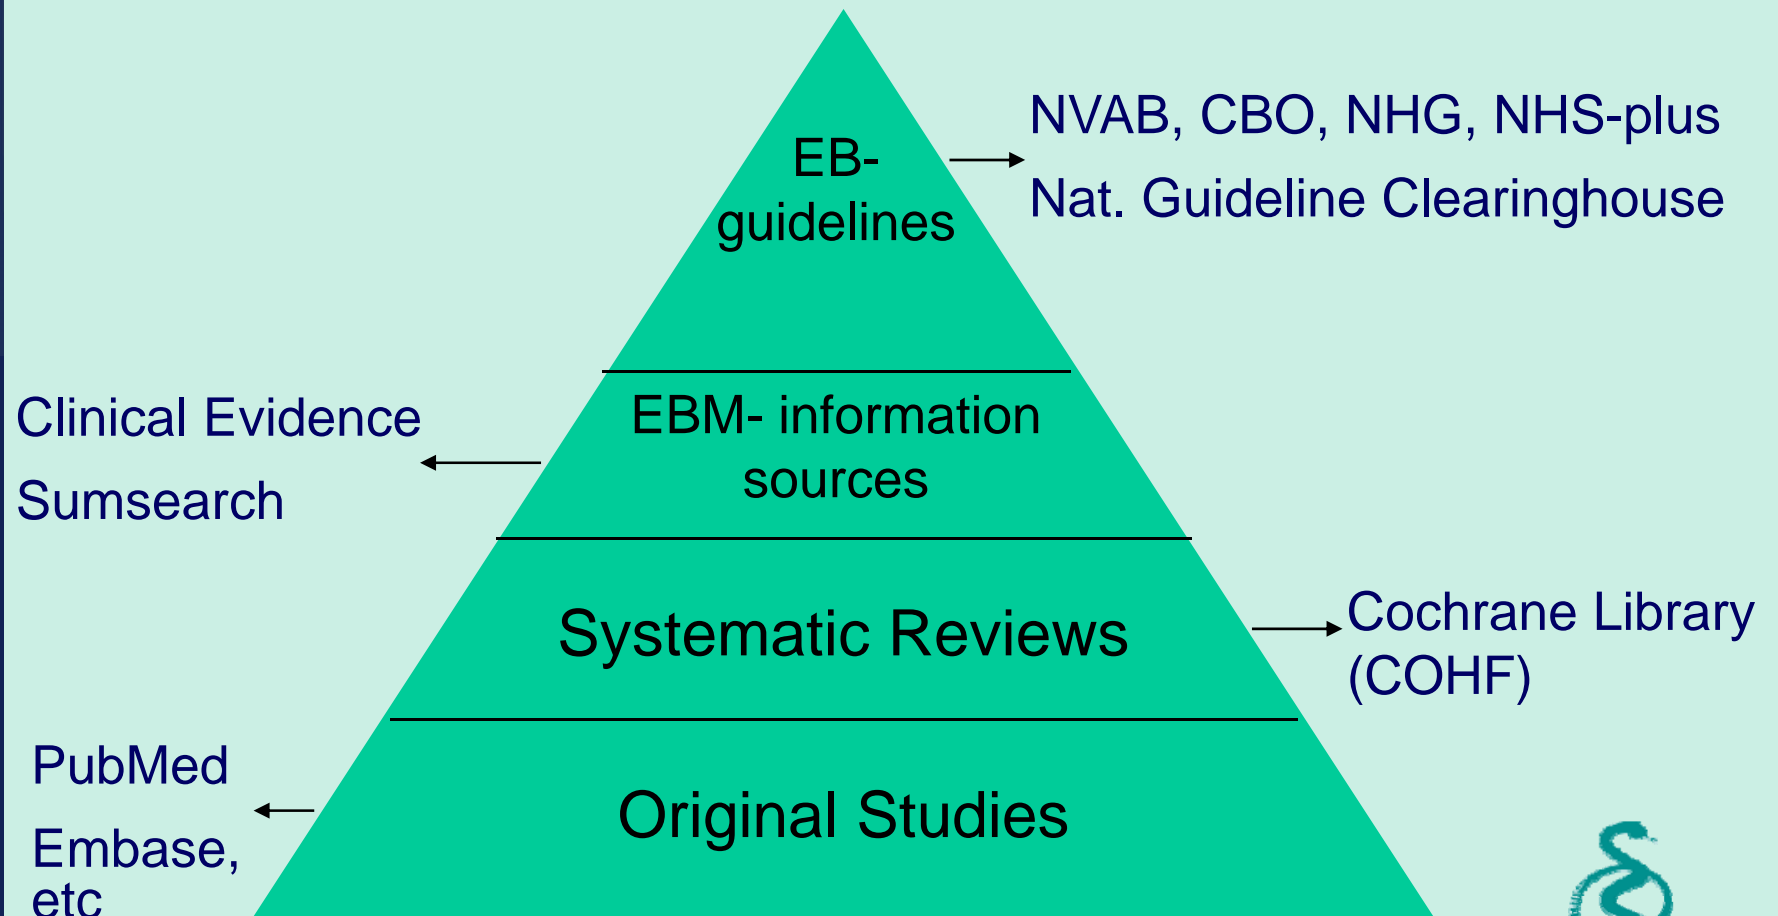 EB-
guidelines
NVAB, CBO, NHG, NHS-plus
Nat. Guideline Clearinghouse
EBM- information
sources
Clinical Evidence
Sumsearch
Systematic Reviews
Cochrane Library
(COHF)
Original Studies
PubMed
Embase,
etc